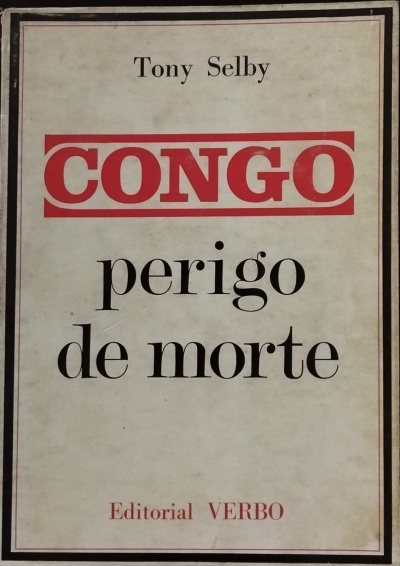 Tony Selby
CONGO
perigo
de morte
Editorial VERBO